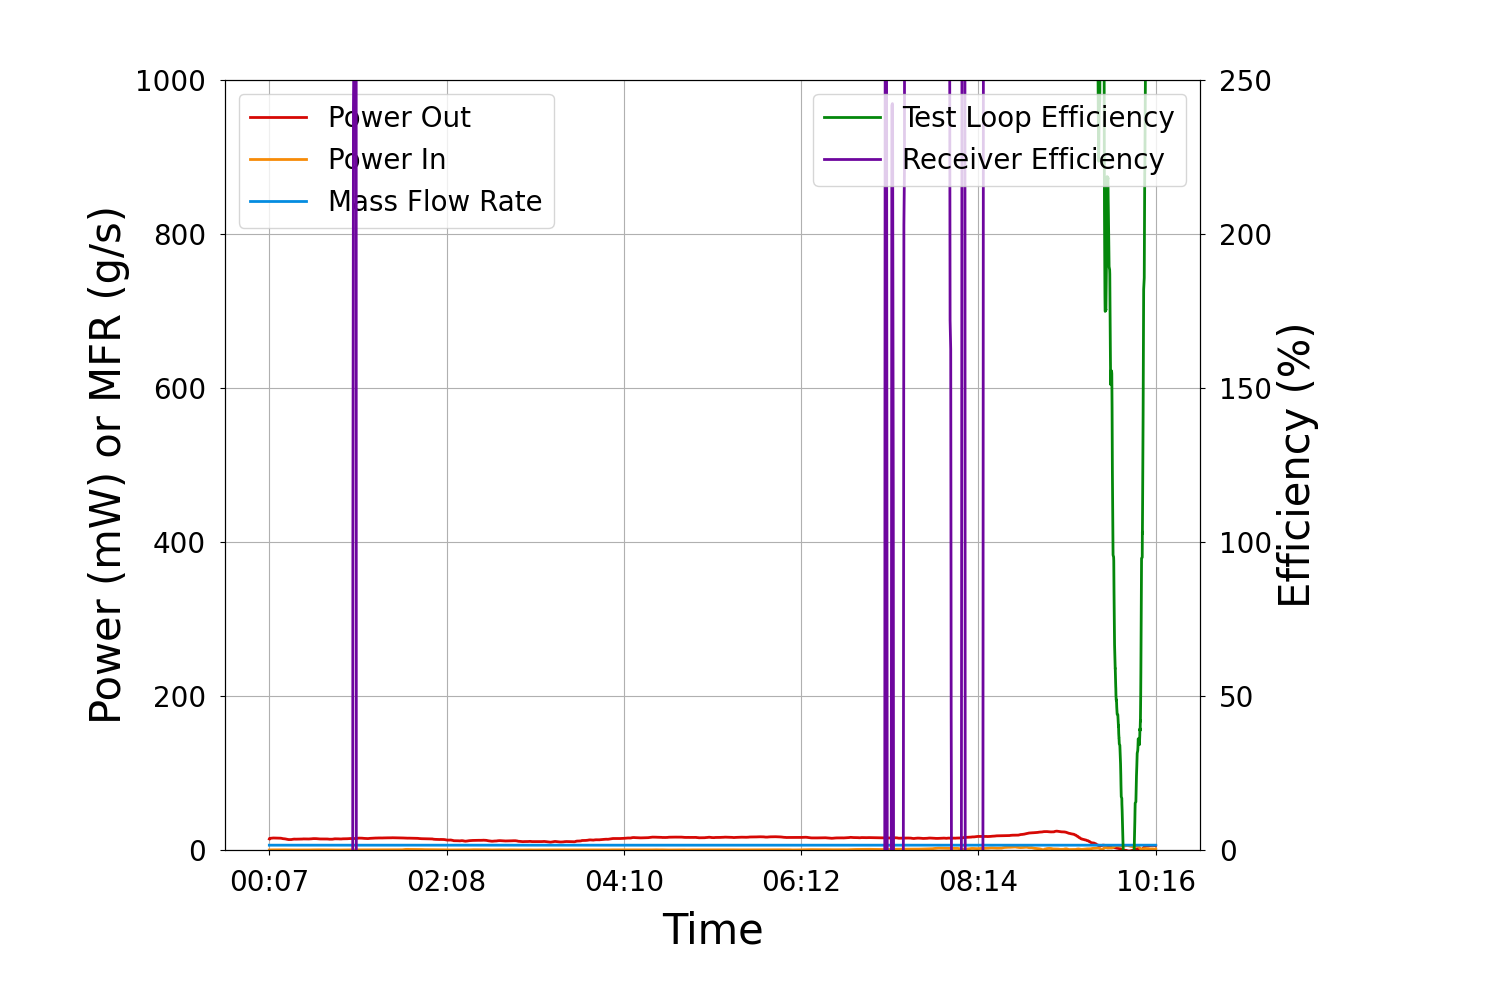 1000
800
600
400
200
0
Power (mW) or MFR (g/s)
Power Out
Power In
Mass Flow Rate
Test Loop Efficiency
Receiver Efficiency
250
200
150
100
50
0
Efficiency (%)
00:07 02:08 04:10 06:12 08:14 10:16
Time